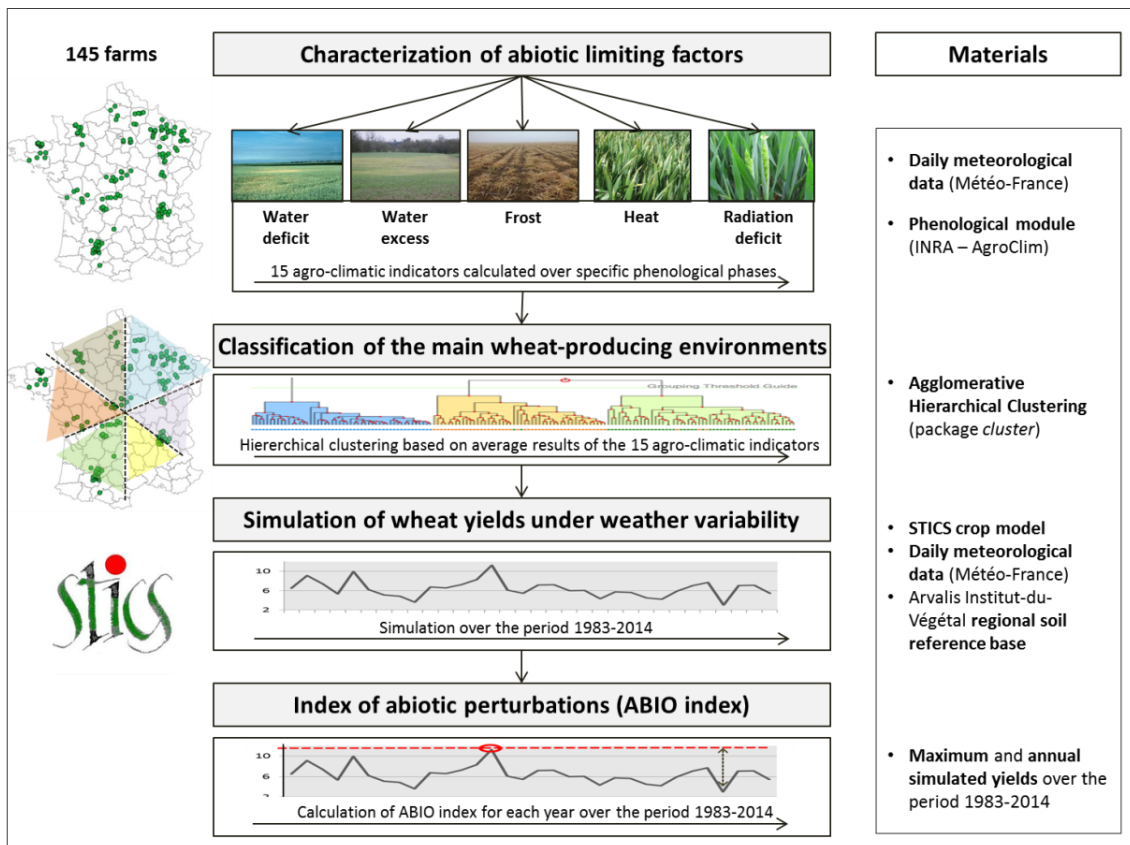 145 farms
Characterization of abiotic limiting factors
Materials
Water
deficit
Water
excess
Frost
Heat
Radiation
deficit
15 agro-climatic indicators calculated over specific phenological phases
• Daily meteorological
data (Météo-France)
• Phenological module
(INRA – AgroClim)
Classification of the main wheat-producing environments
Grouping Threshold Guide
Hiererchical clustering based on average results of the 15 agro-climatic indicators
• Agglomerative
Hierarchical Clustering
(package cluster)
Simulation of wheat yields under weather variability
stics
10
6
2
Simulation over the period 1983-2014
• STICS crop model
• Daily meteorological
data (Météo-France)
• Arvalis Institut-du-
Végétal regional soil
reference base
Index of abiotic perturbations (ABIO index)
10
6
2
Calculation of ABIO index for each year over the period 1983-2014
• Maximum and annual
simulated yields over the
period 1983-2014